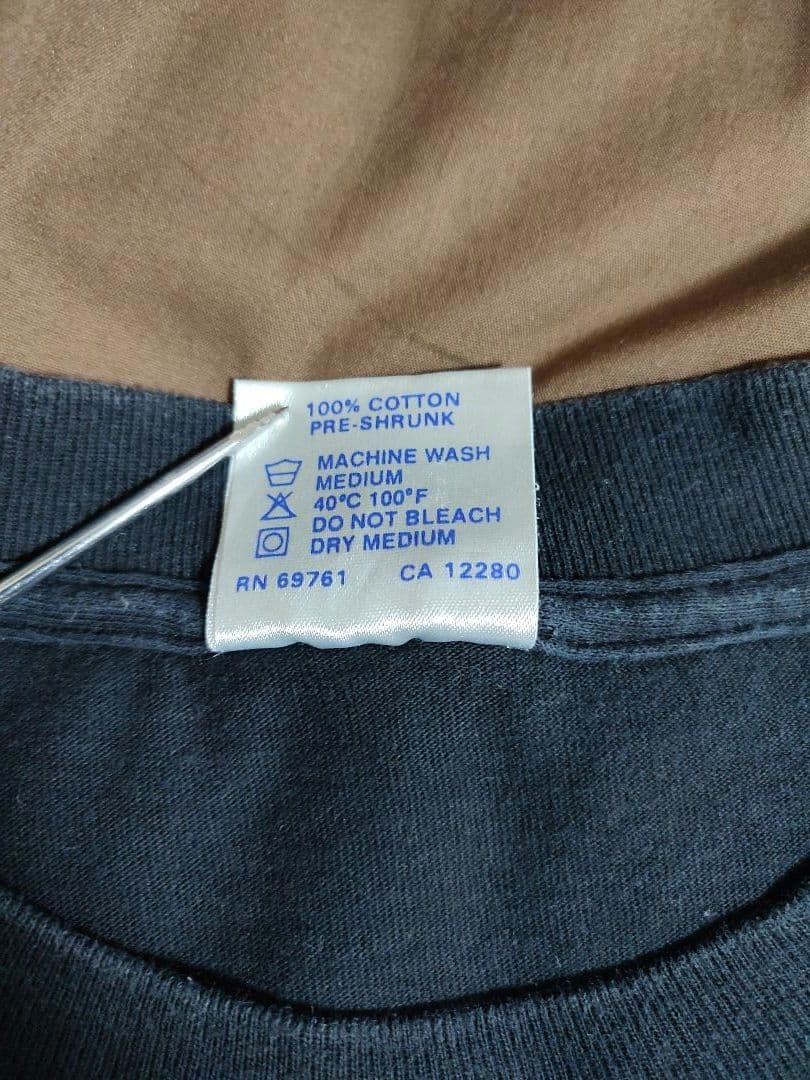 100% COTTON
PRE-SHRUNK
MACHINE WASH
MEDIUM
40°C 100°F
DO NOT BLEACH
DRY MEDIUM
RN 69761 CA 12280